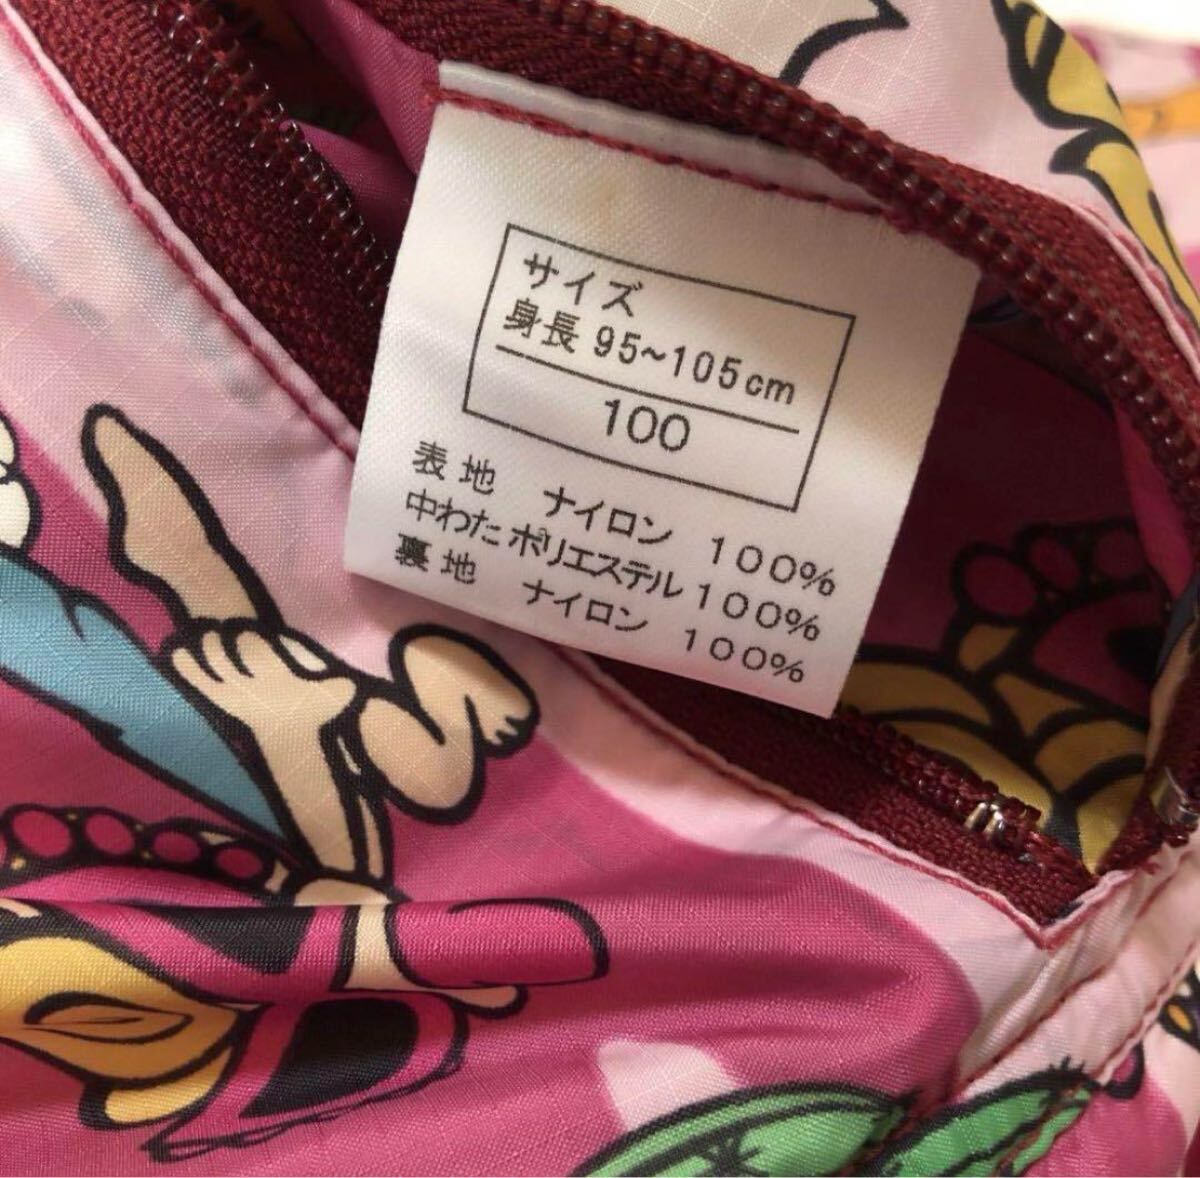 サイズ
身長 95~105cm
100
表地 ナイロン 100%
中わた ポリエステル 100%
裏地 ナイロン 100%